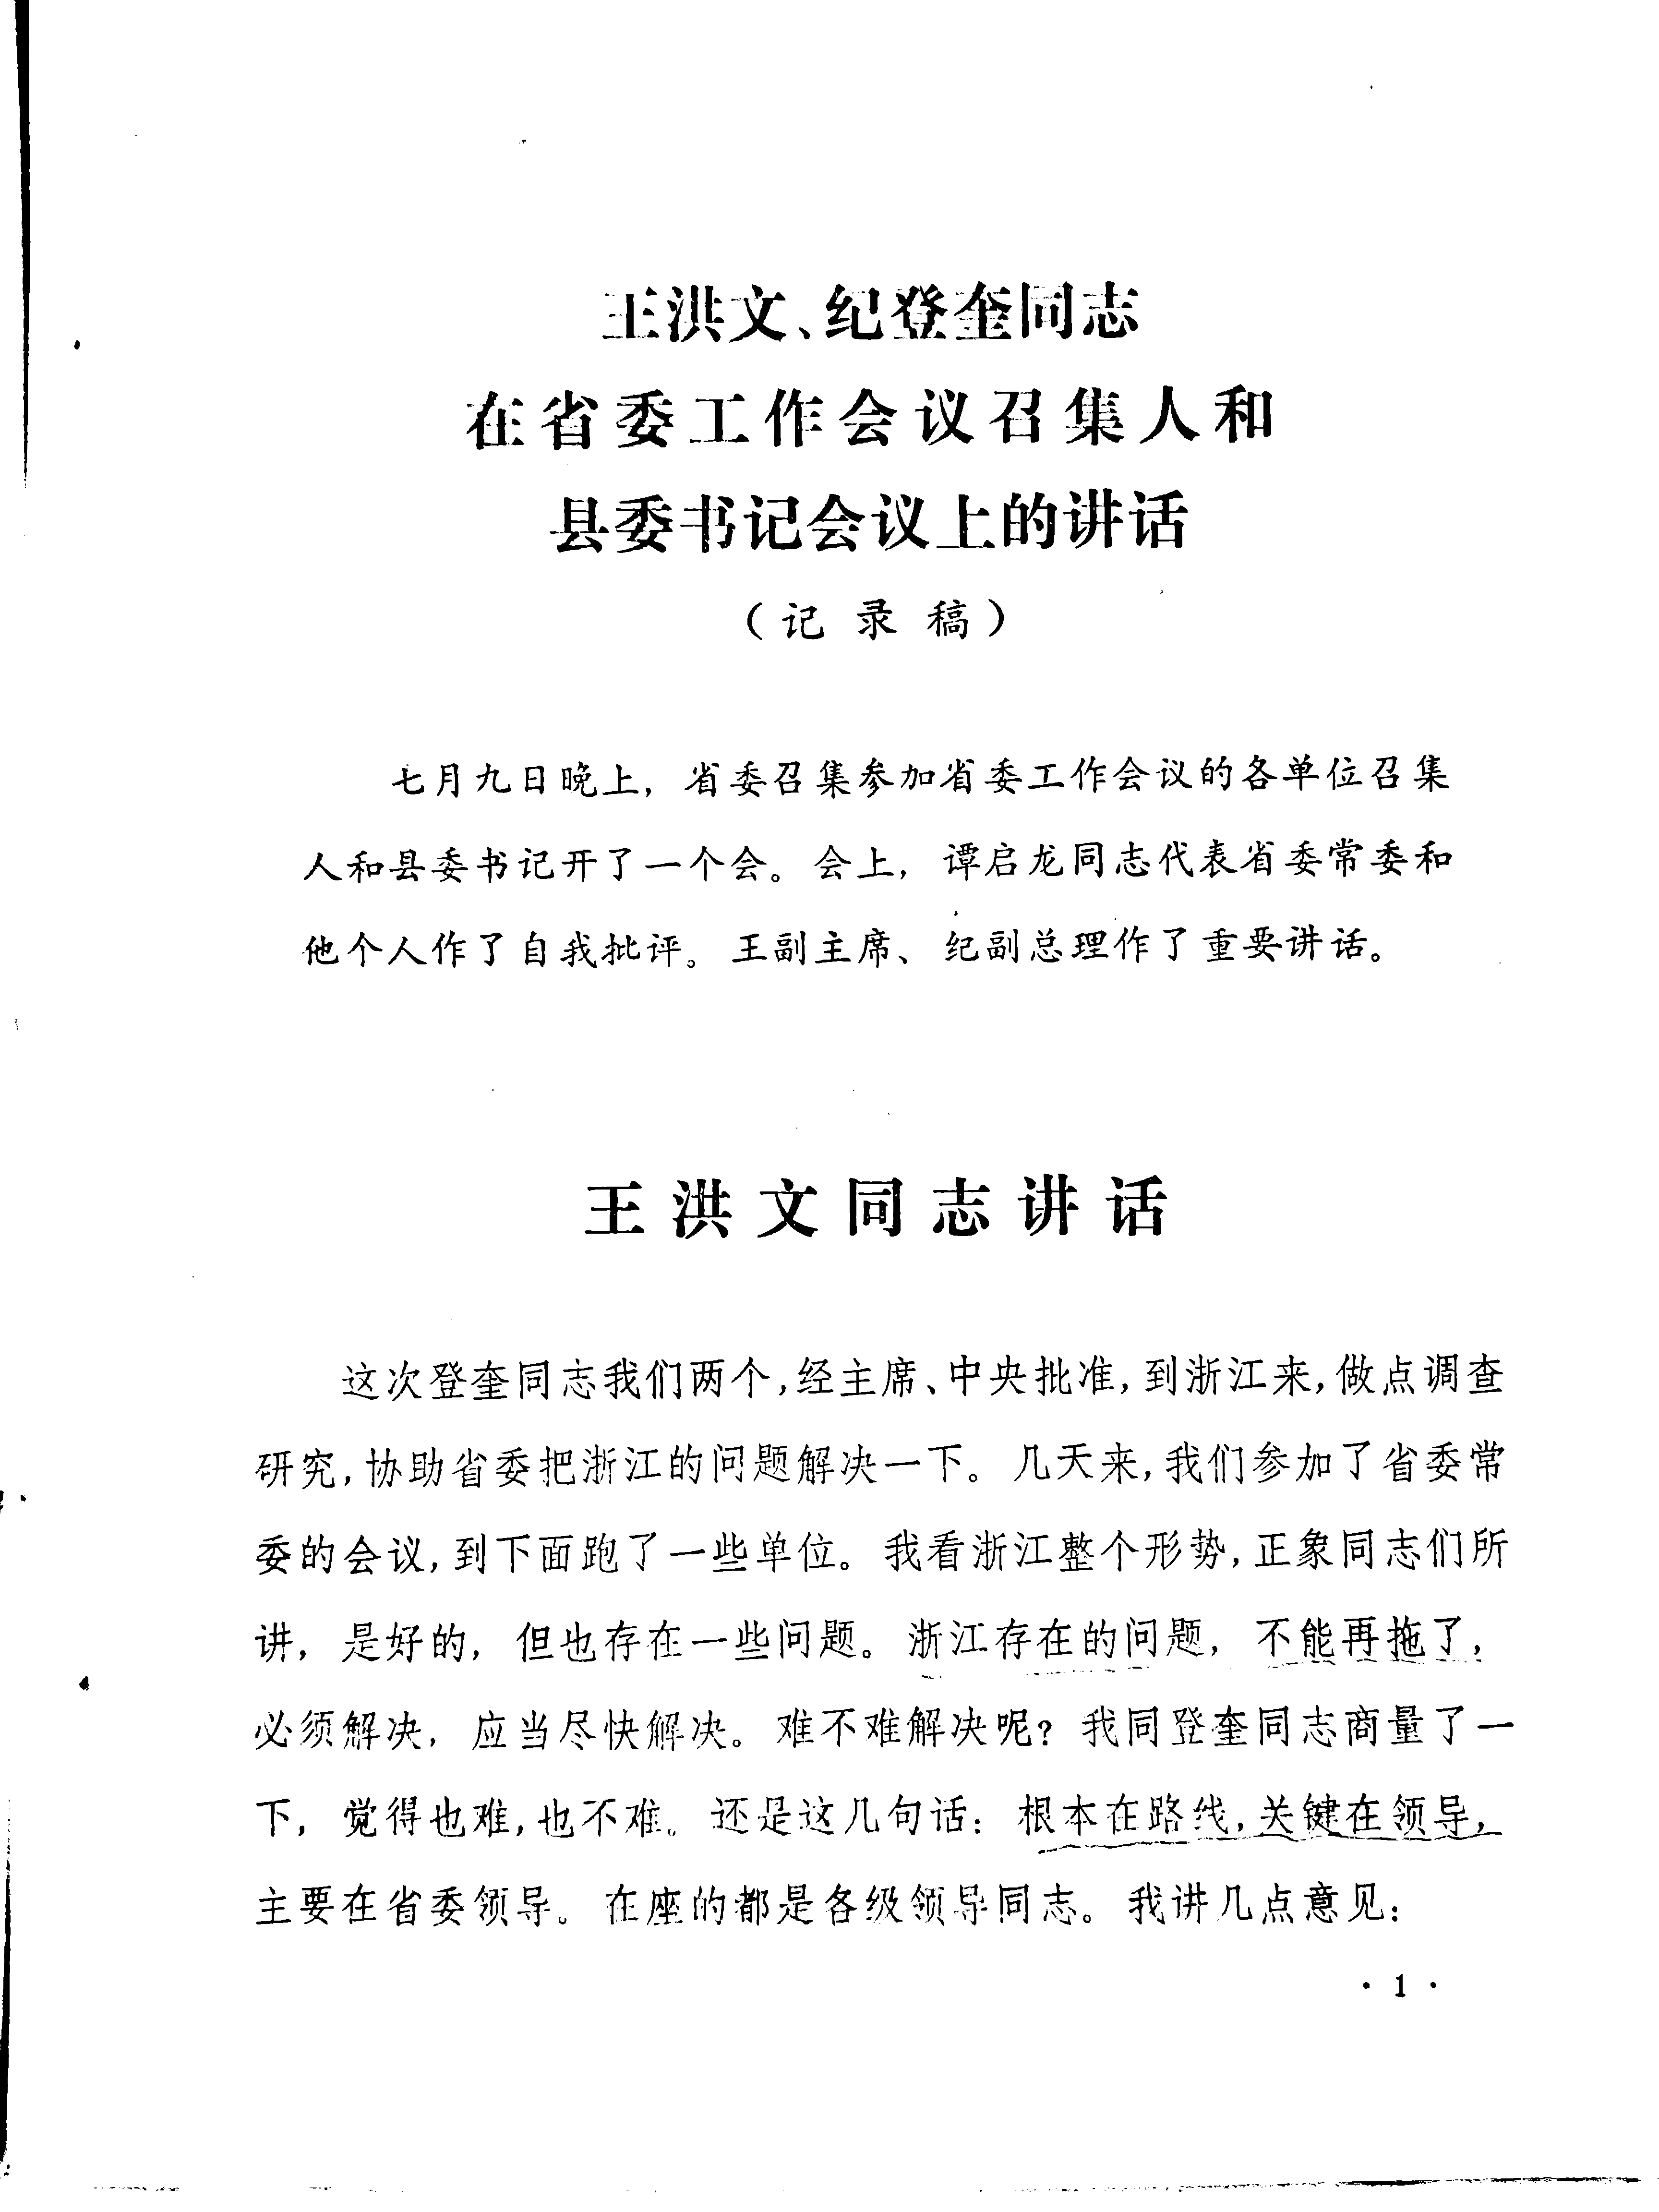 王洪文、纪登奎同志
在省委工作会议召集人和
县委书记会议上的讲话
（记录稿）
七月九日晚上，省委召集参加省委工作会议的各单位召集
人和县委书记开了一个会。会上，谭启龙同志代表省委常委和
他个人作了自我批评。王副主席、纪副总理作了重要讲话。
王洪文同志讲话
这次登奎同志我们两个，经主席、中央批准，到浙江来，做点调查
研究，协助省委把浙江的问题解决一下。几天来，我们参加了省委常
委的会议，到下面跑了一些单位。我看浙江整个形势，正象同志们所
讲，是好的，但也存在一些问题。浙江存在的问题，不能再拖了，
必须解决，应当尽快解决。难不难解决呢？我同登奎同志商量了一
下，觉得也难，也不难。还是这几句话：根本在路线，关键在领导，
主要在省委领导。在座的都是各级领导同志。我讲几点意见：
·1·